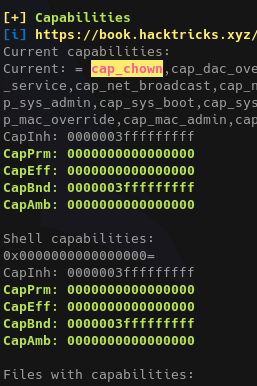 [+] Capabilities
[i] https://book.hacktricks.xyz/
Current capabilities:
Current: = cap_chown,cap_dac_ove
_service,cap_net_broadcast,cap_n
p_sys_admin,cap_sys_boot,cap_sys
p_mac_override,cap_mac_admin,cap
CapInh: 0000003fffffffff
CapPrm: 0000000000000000
CapEff: 0000000000000000
CapBnd: 0000003fffffffff
CapAmb: 0000000000000000
Shell capabilities:
0x0000000000000000=
CapInh: 0000003fffffffff
CapPrm: 0000000000000000
CapEff: 0000000000000000
CapBnd: 0000003fffffffff
CapAmb: 0000000000000000
Files with capabilities: